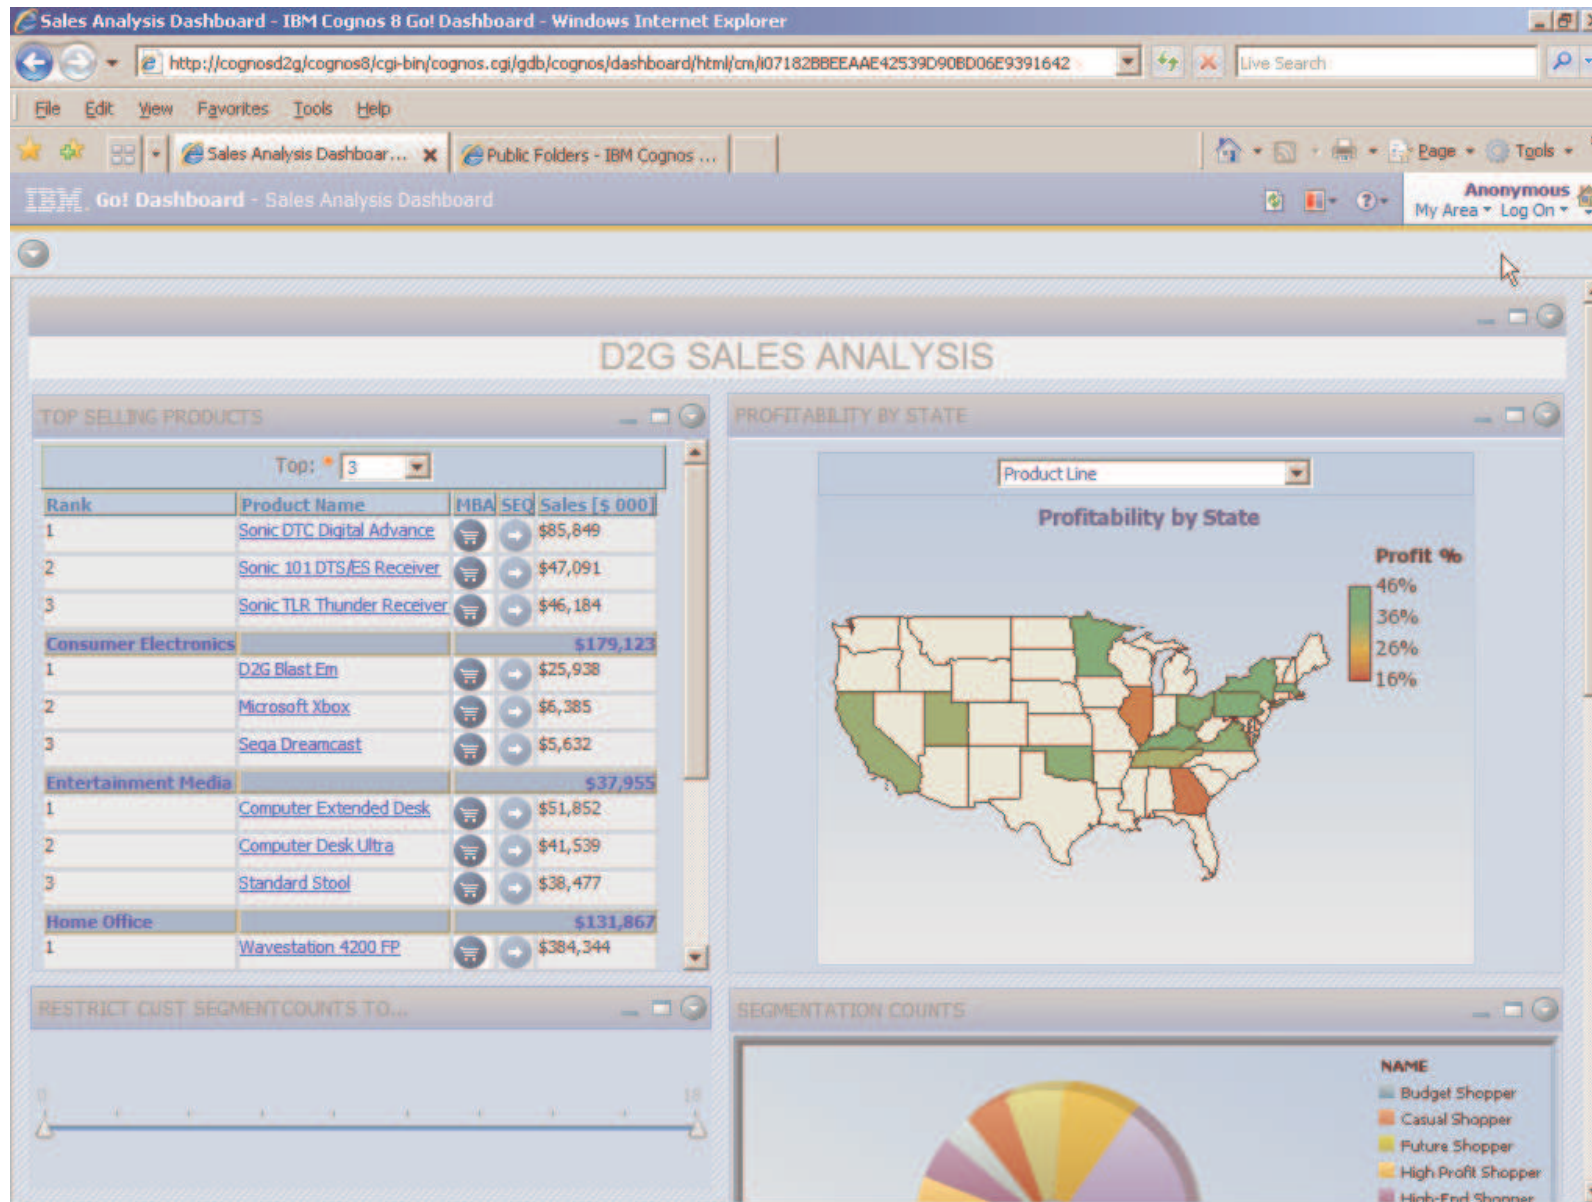 Sales Analysis Dashboard - IBM Cognos 8 Go! Dashboard - Windows Internet Explorer
http://cognosd2g/cognos8/cgi-bin/cognos.cgi/gdb/cognos/dashboard/html/cm/i07182BBEEAAE42539D90BD06E9391642
Live Search
File Edit View Favorites Tools Help
Sales Analysis Dashboar... Public Folders - IBM Cognos ...
Page Tools
IBM. Go! Dashboard - Sales Analysis Dashboard
Anonymous
My Area Log On
D2G SALES ANALYSIS
TOP SELLING PRODUCTS
Top: * 3
Rank Product Name MBA SEQ Sales [$ 000]
1 Sonic DTC Digital Advance $85,849
2 Sonic 101 DTS/ES Receiver $47,091
3 Sonic TLR Thunder Receiver $46,184
Consumer Electronics $179,123
1 D2G Blast Em $25,938
2 Microsoft Xbox $6,385
3 Sega Dreamcast $5,632
Entertainment Media $37,955
1 Computer Extended Desk $51,852
2 Computer Desk Ultra $41,539
3 Standard Stool $38,477
Home Office $131,867
1 Wavestation 4200 FP $384,344
PROFITABILITY BY STATE
Product Line
Profitability by State
Profit %
46%
36%
26%
16%
RESTRICT CUST SEGMENTCOUNTS TO...
0 18
SEGMENTATION COUNTS
NAME
Budget Shopper
Casual Shopper
Future Shopper
High Profit Shopper
High-End Shopper